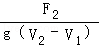 F₂
g ( V₂ − V₁ )